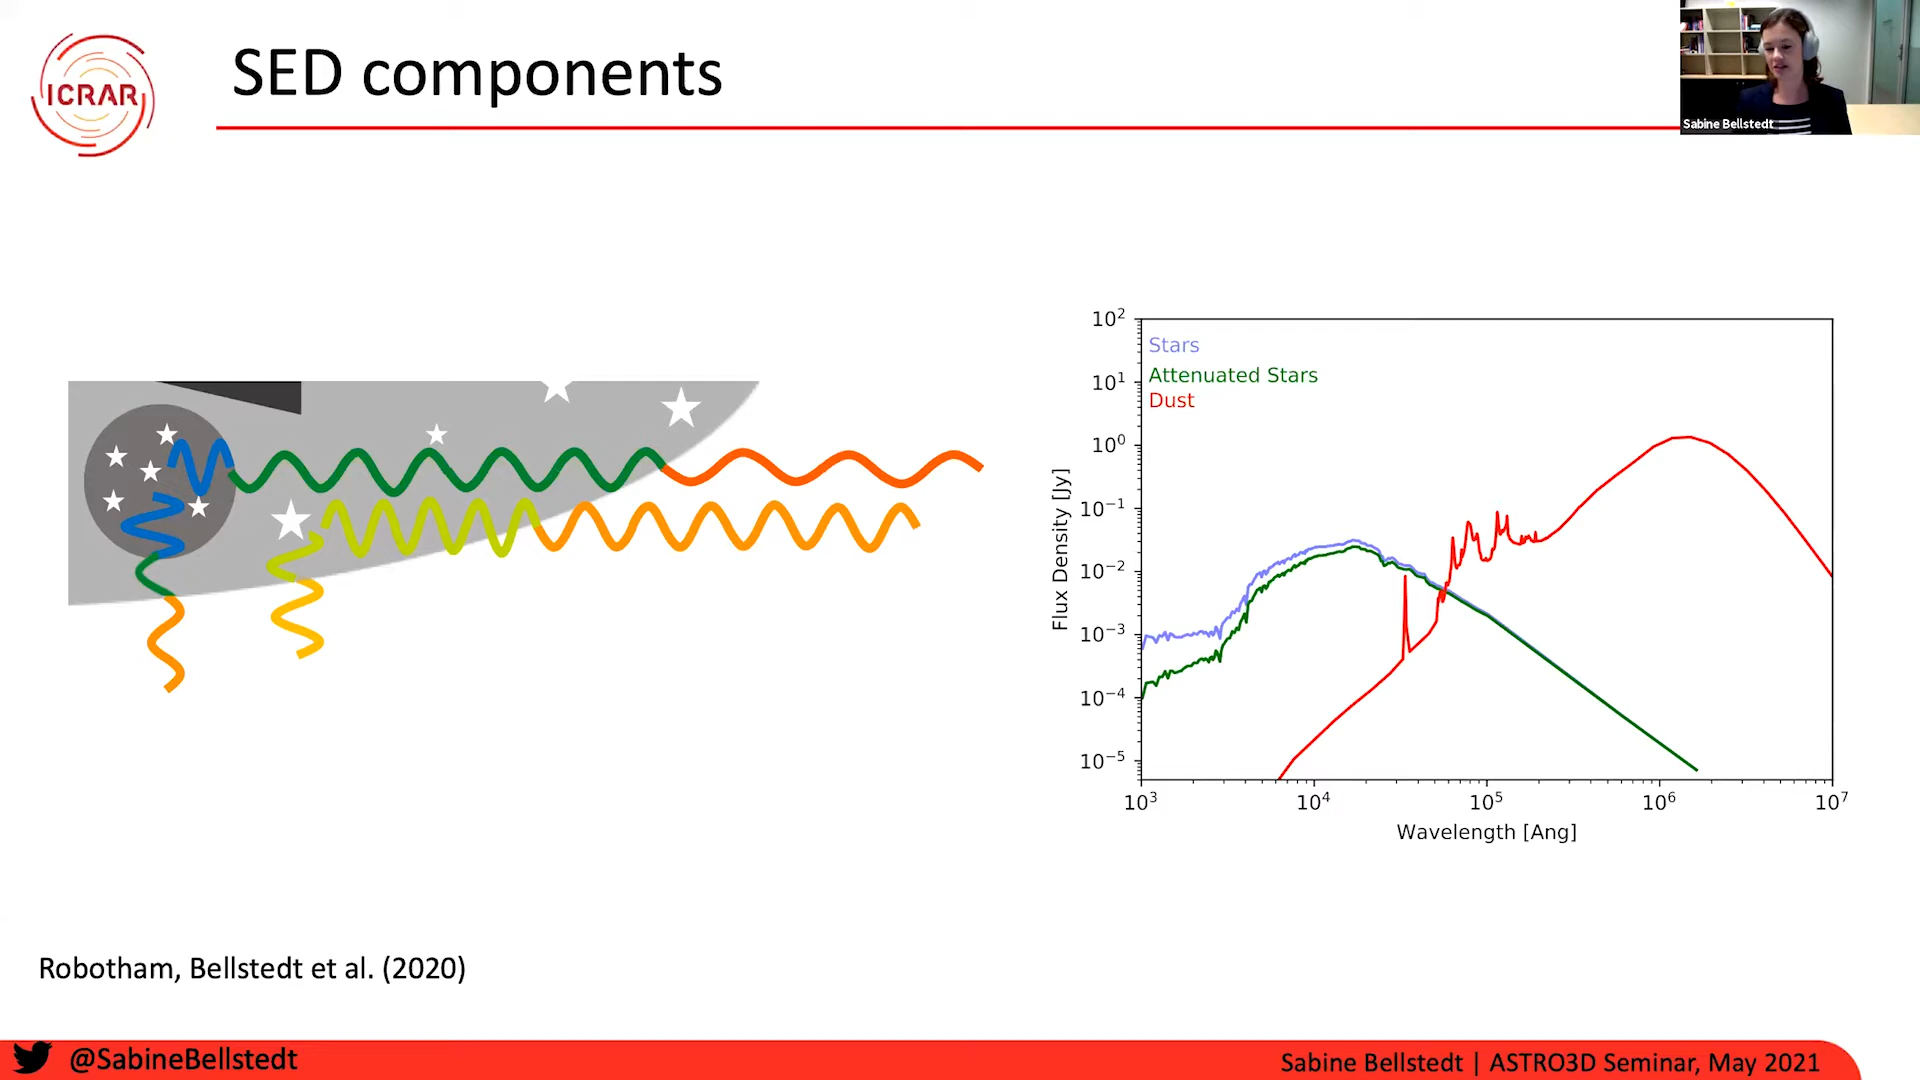 ICRAR
SED components
Sabine Bellstedt
10²
10¹
10⁰
10⁻¹
10⁻²
10⁻³
10⁻⁴
10⁻⁵
Flux Density [Jy]
Stars
Attenuated Stars
Dust
10³ 10⁴ 10⁵ 10⁶ 10⁷
Wavelength [Ang]
Robotham, Bellstedt et al. (2020)
@SabineBellstedt
Sabine Bellstedt | ASTRO3D Seminar, May 2021